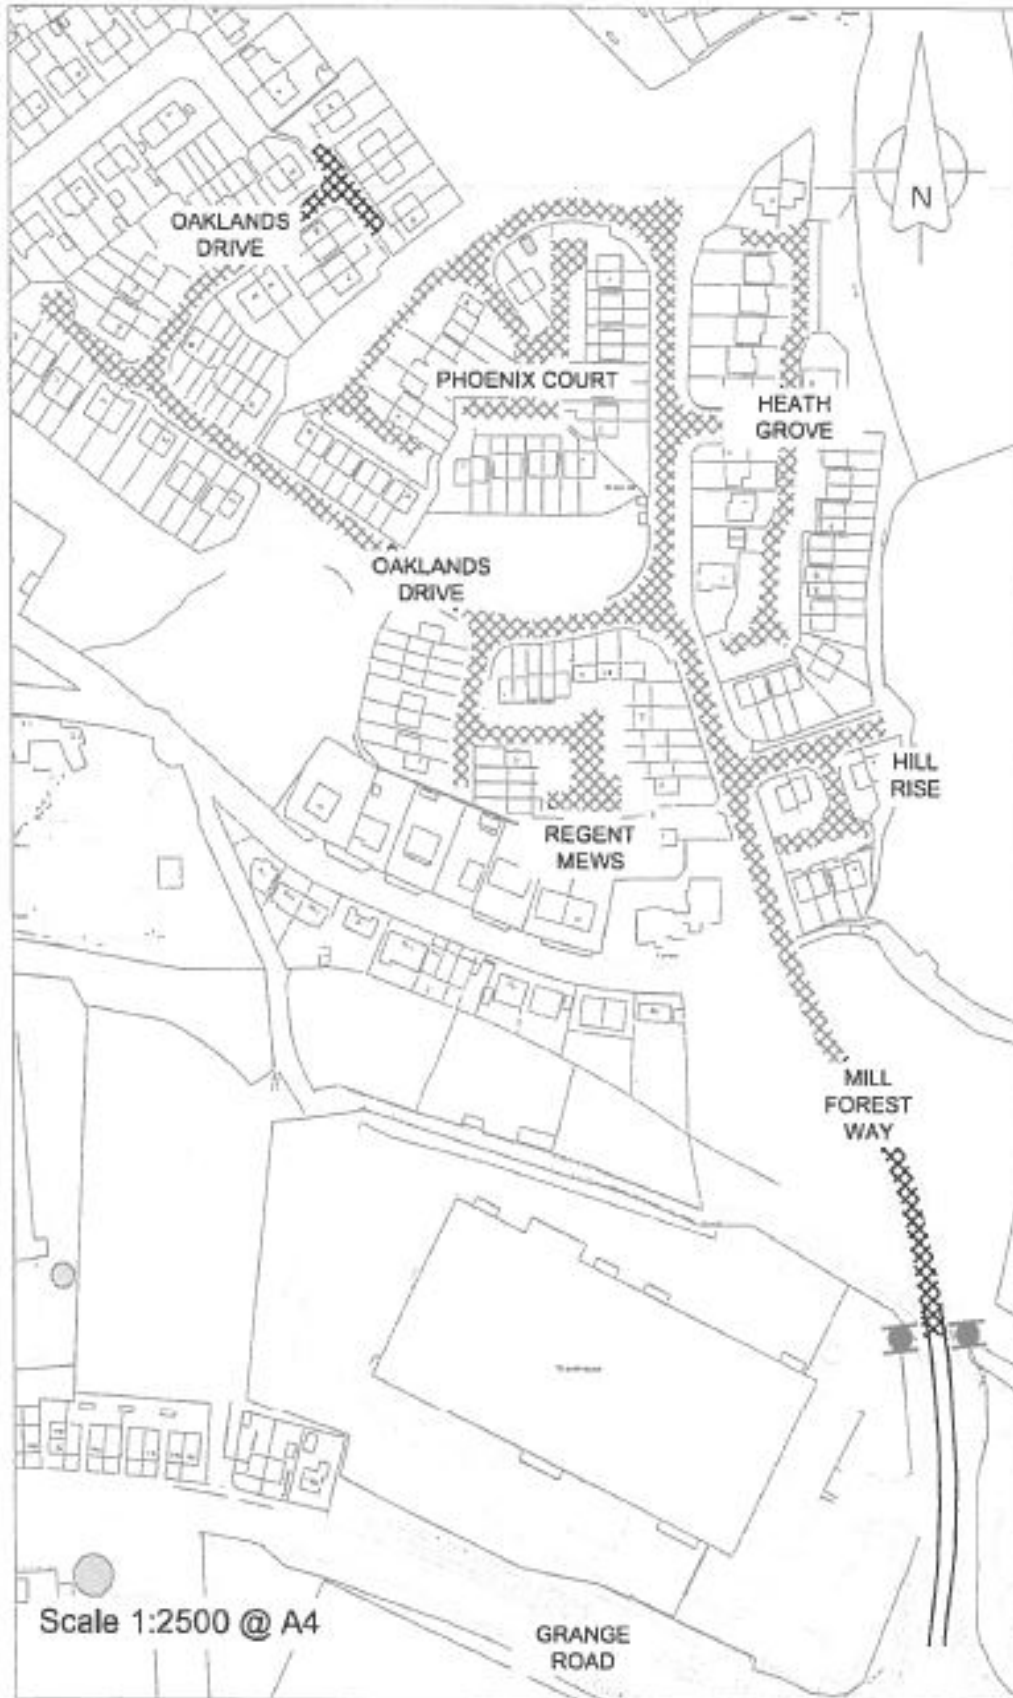 N
OAKLANDS
DRIVE
PHOENIX COURT
HEATH
GROVE
OAKLANDS
DRIVE
HILL
RISE
REGENT
MEWS
MILL
FOREST
WAY
Scale 1:2500 @ A4
GRANGE
ROAD